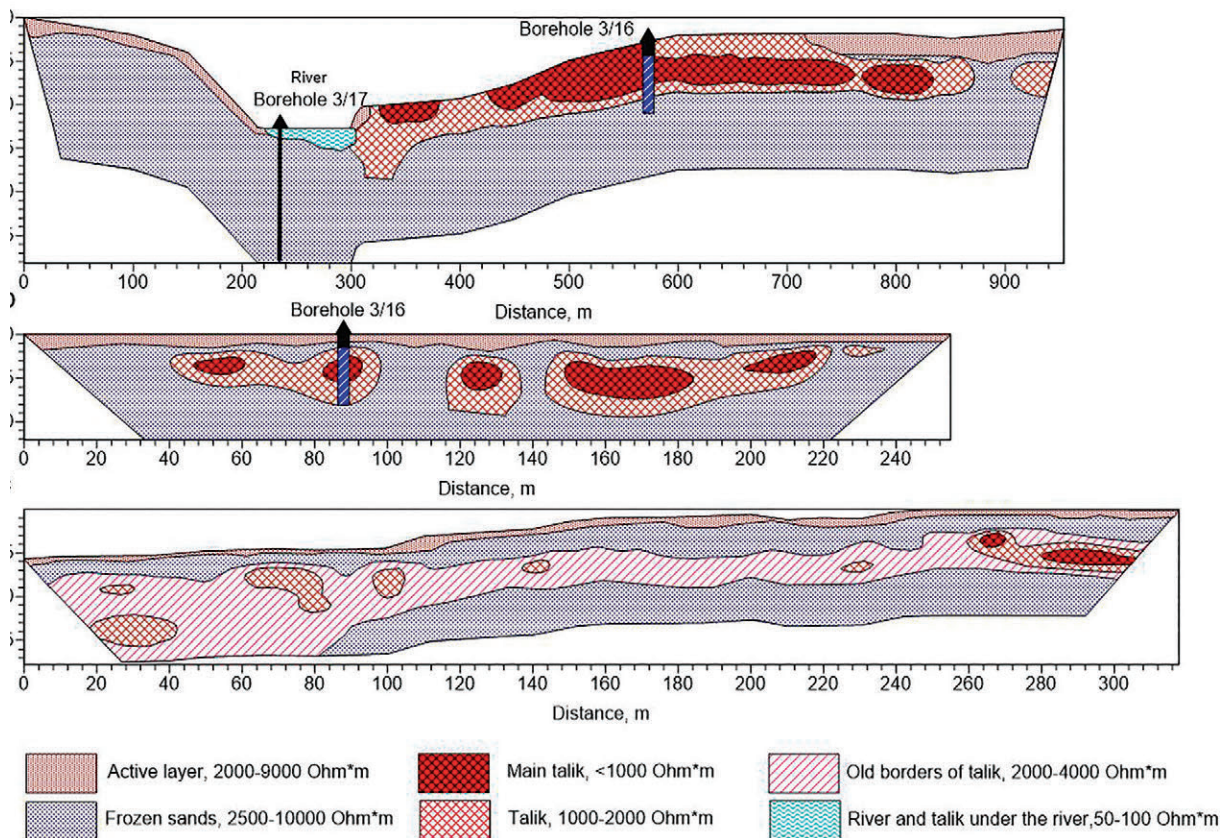 Borehole 3/16
River
Borehole 3/17
0 100 200 300 400 500 600 700 800 900
Distance, m
Borehole 3/16
0 20 40 60 80 100 120 140 160 180 200 220 240
Distance, m
0 20 40 60 80 100 120 140 160 180 200 220 240 260 280 300
Distance, m
Active layer, 2000-9000 Ohm*m
Main talik, <1000 Ohm*m
Old borders of talik, 2000-4000 Ohm*m
Frozen sands, 2500-10000 Ohm*m
Talik, 1000-2000 Ohm*m
River and talik under the river,50-100 Ohm*m